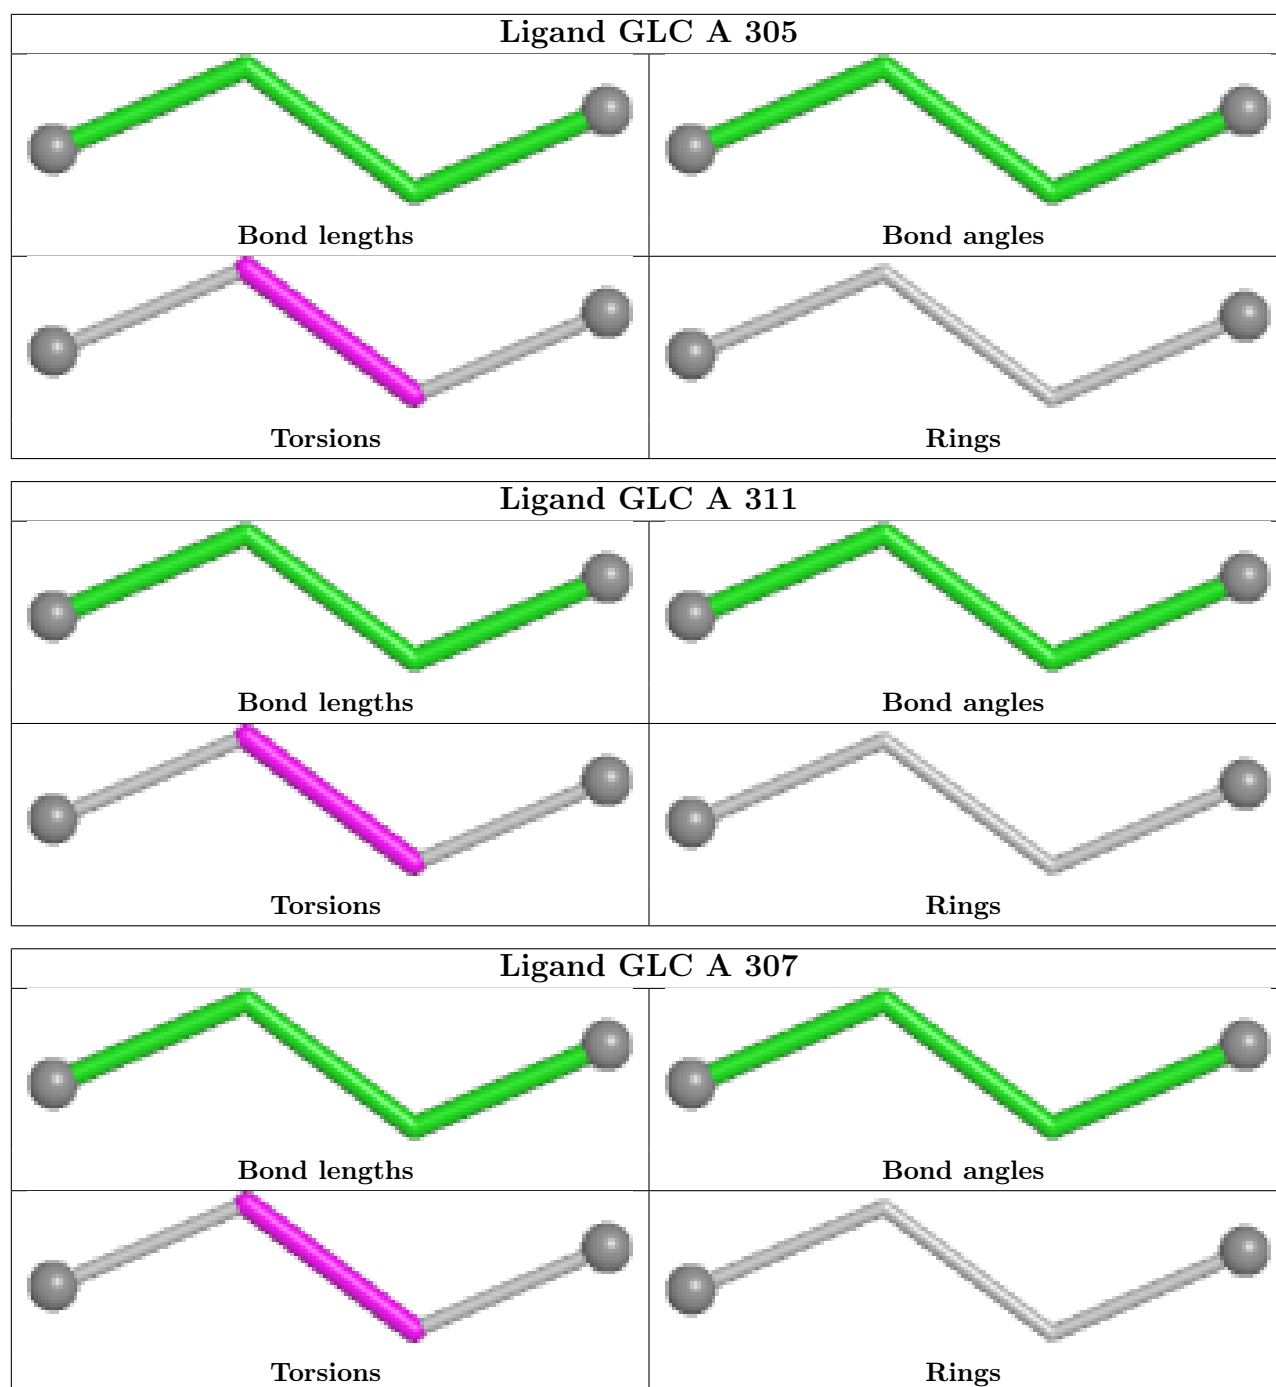 Ligand GLC A 305
Bond lengths
Bond angles
Torsions
Rings
Ligand GLC A 311
Bond lengths
Bond angles
Torsions
Rings
Ligand GLC A 307
Bond lengths
Bond angles
Torsions
Rings